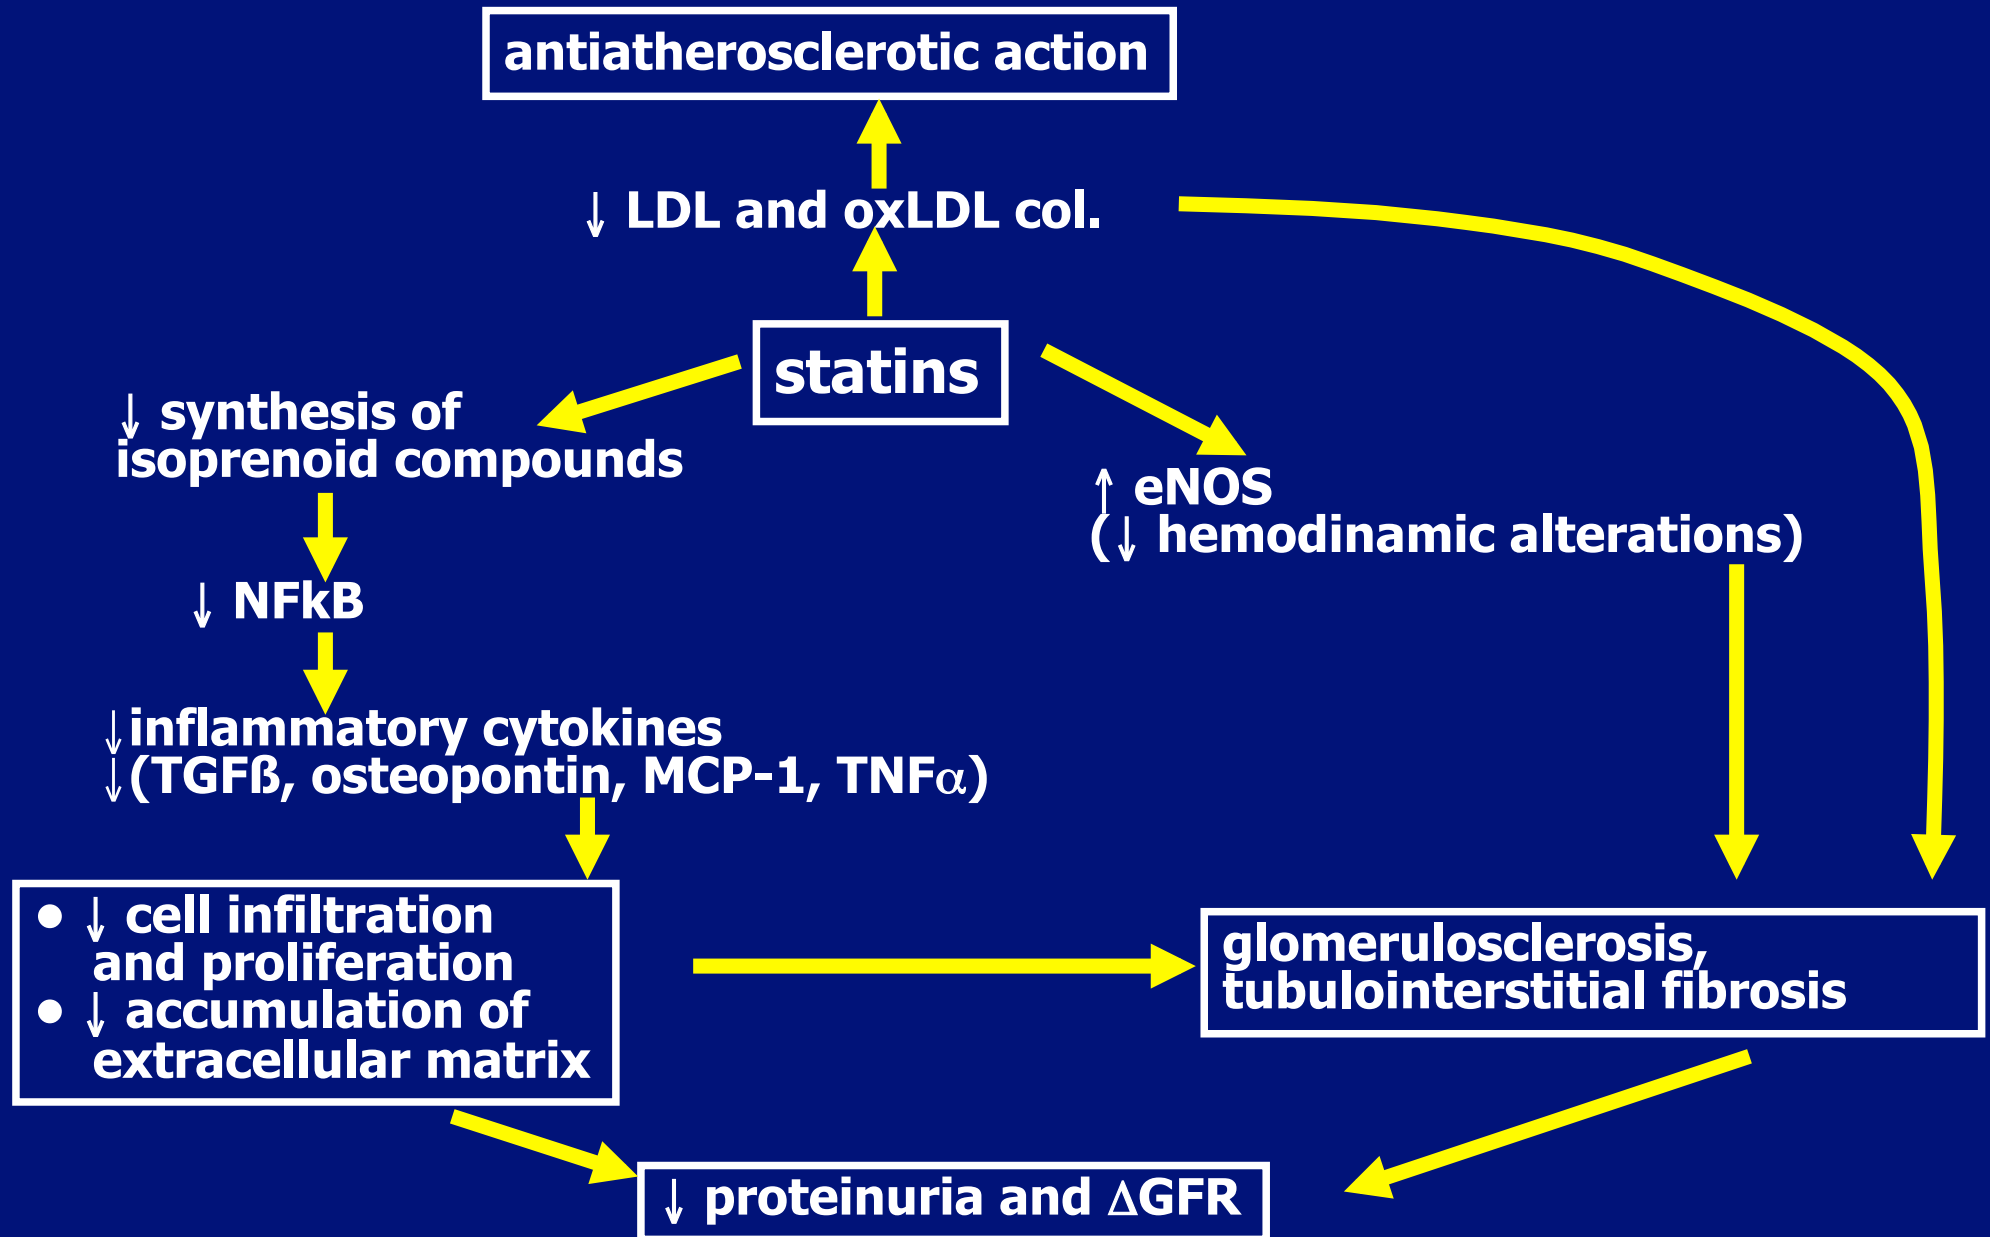 antiatherosclerotic action
↓ LDL and oxLDL col.
statins
↓ synthesis of
isoprenoid compounds
↑ eNOS
(↓ hemodinamic alterations)
↓ NFkB
↓inflammatory cytokines
↓(TGFß, osteopontin, MCP-1, TNFα)
● ↓ cell infiltration
and proliferation
● ↓ accumulation of
extracellular matrix
glomerulosclerosis,
tubulointerstitial fibrosis
↓ proteinuria and ΔGFR